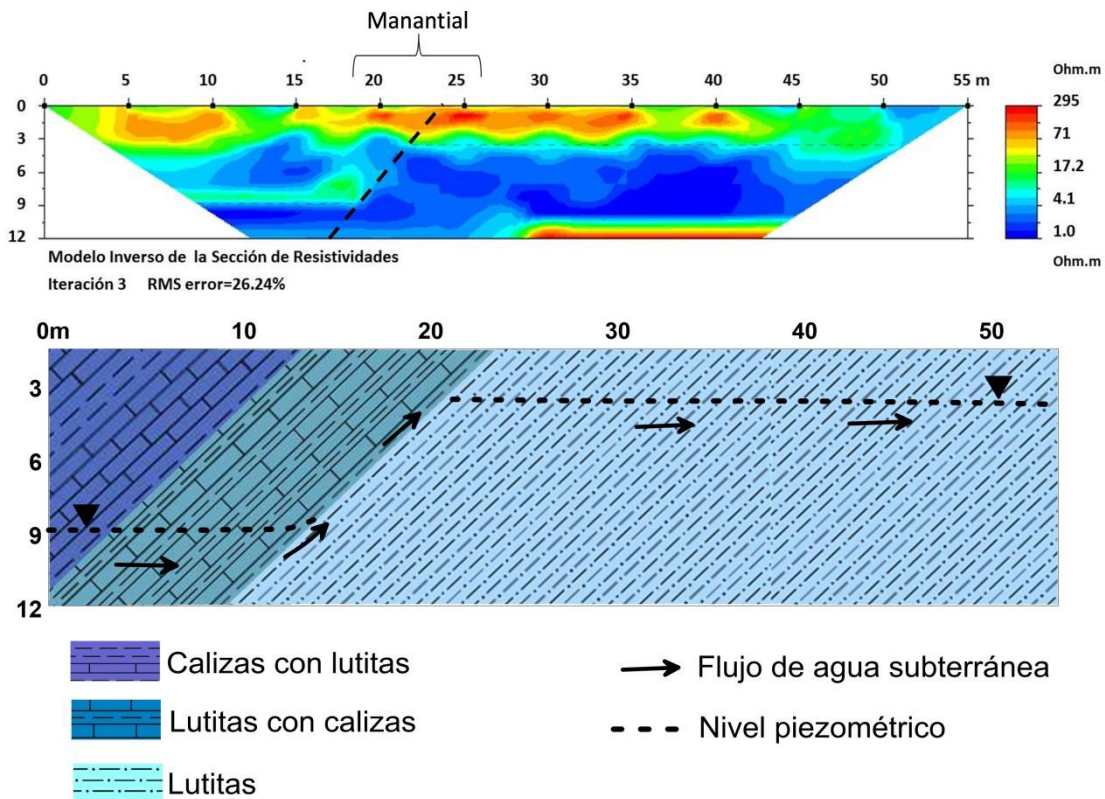 Manantial
0 5 10 15 20 25 30 35 40 45 50 55 m
Ohm.m
0
3
6
9
12
295
71
17.2
4.1
1.0
Ohm.m
Modelo Inverso de la Sección de Resistividades
Iteración 3 RMS error=26.24%
0m 10 20 30 40 50
3
6
9
12
Calizas con lutitas
Flujo de agua subterránea
Lutitas con calizas
Nivel piezométrico
Lutitas